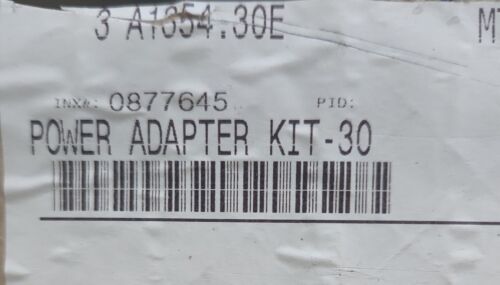 3 A1354.30E
INX#: 0877645 PID:
POWER ADAPTER KIT-30